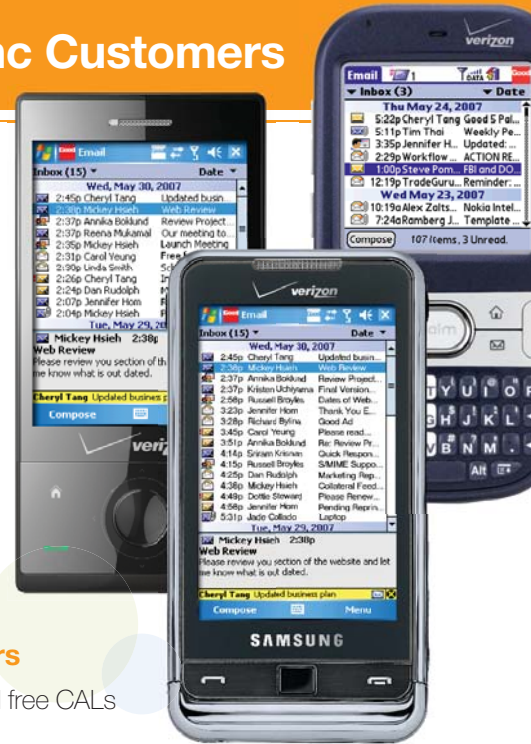 nc Customers
verizon
Email 1
Inbox (3) Date
Thu May 24, 2007
5:22p Cheryl Tang Good 5 Pal...
5:11p Tim Thai Weekly Pe...
3:35p Jennifer H... Updated: ...
2:29p Workflow ... ACTION RE...
1:00p Steve Pom... FBI and DO...
12:19p TradeGuru... Reminder: ...
Wed May 23, 2007
10:19a Alex Zalts... Nokia Intel...
7:24a Ramberg J... Template ...
Compose 107 Items, 3 Unread.
Alt
Good Email
Inbox (15) Date
Wed, May 30, 2007
2:45p Cheryl Tang Updated busin...
2:38p Mickey Hsieh Web Review
2:37p Annika Boklund Review Project...
2:37p Reena Mukamal Our meeting to...
2:35p Mickey Hsieh Launch Meeting
2:31p Carol Yeung
2:30p Linda Smith
2:26p Cheryl Tang
2:24p Dan Rudolph
2:07p Jennifer Hom
2:04p Mickey Hsieh
Tue, May 29, 20
Mickey Hsieh 2:38p
Web Review
Please review you section of th
me know what is out dated.
Cheryl Tang Updated business p
Compose
veriz
verizon
Good Email
Inbox (15) Date
Wed, May 30, 2007
2:45p Cheryl Tang Updated busin...
2:38p Mickey Hsieh Web Review
2:37p Annika Boklund Review Project...
2:37p Kristen Uchiyama Final Version...
2:58p Russell Broyles Dates of Web...
3:23p Jennifer Hom Thank You E...
3:28p Richard Bylina Good Ad
3:45p Carol Yeung Please read...
3:51p Annika Boklund Re: Review Pr...
4:14p Sriram Krisnan Quick Respon...
4:15p Russell Broyles S/MIME Suppo...
4:25p Dan Rudolph Marketing Rep...
4:38p Mickey Hsieh Collateral Feed...
4:49p Dottie Steward Please Renew...
4:56p Jennifer Hom Pending Reprin...
5:31p Jade Collado Laptop
Tue, May 29, 2007
Mickey Hsieh 2:38p
Web Review
Please review you section of the website and let
me know what is out dated.
Cheryl Tang Updated business plan
Compose Menu
SAMSUNG
rs
free CALs